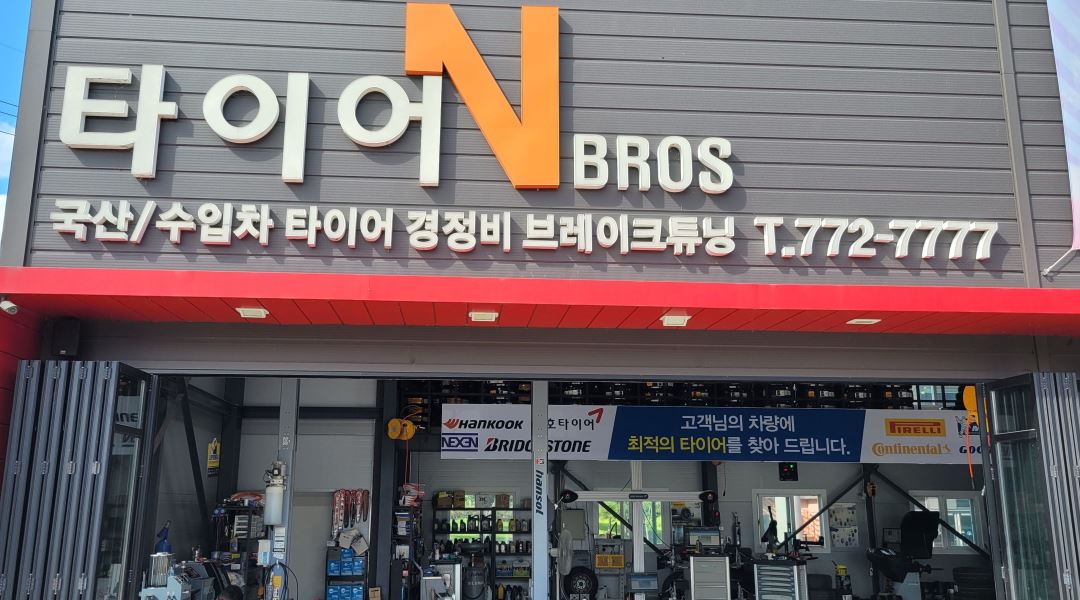 타이어N BROS
국산/수입차 타이어 경정비 브레이크튜닝 T.772-7777
HANKOOK 호타이어
NEXEN BRIDGESTONE
고객님의 차량에
최적의 타이어를 찾아 드립니다.
PIRELLI
Continental
hansol